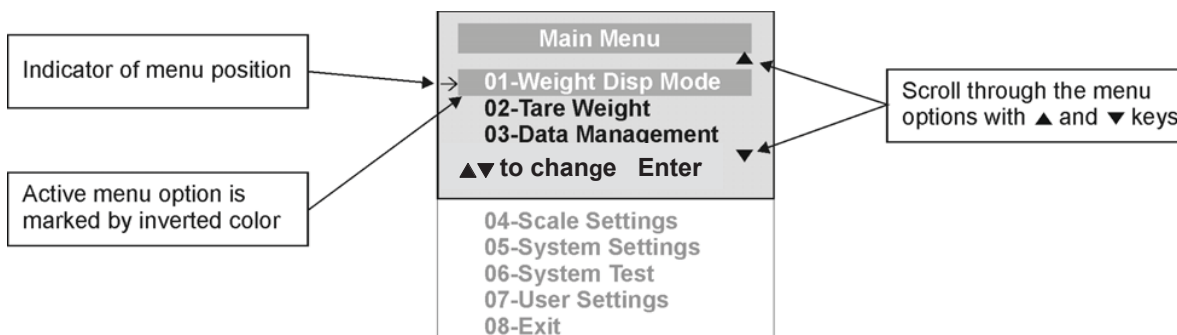 Main Menu
Indicator of menu position
→ 01-Weight Disp Mode
02-Tare Weight
03-Data Management
▲▼ to change Enter
Scroll through the menu
options with ▲ and ▼ keys
Active menu option is
marked by inverted color
04-Scale Settings
05-System Settings
06-System Test
07-User Settings
08-Exit